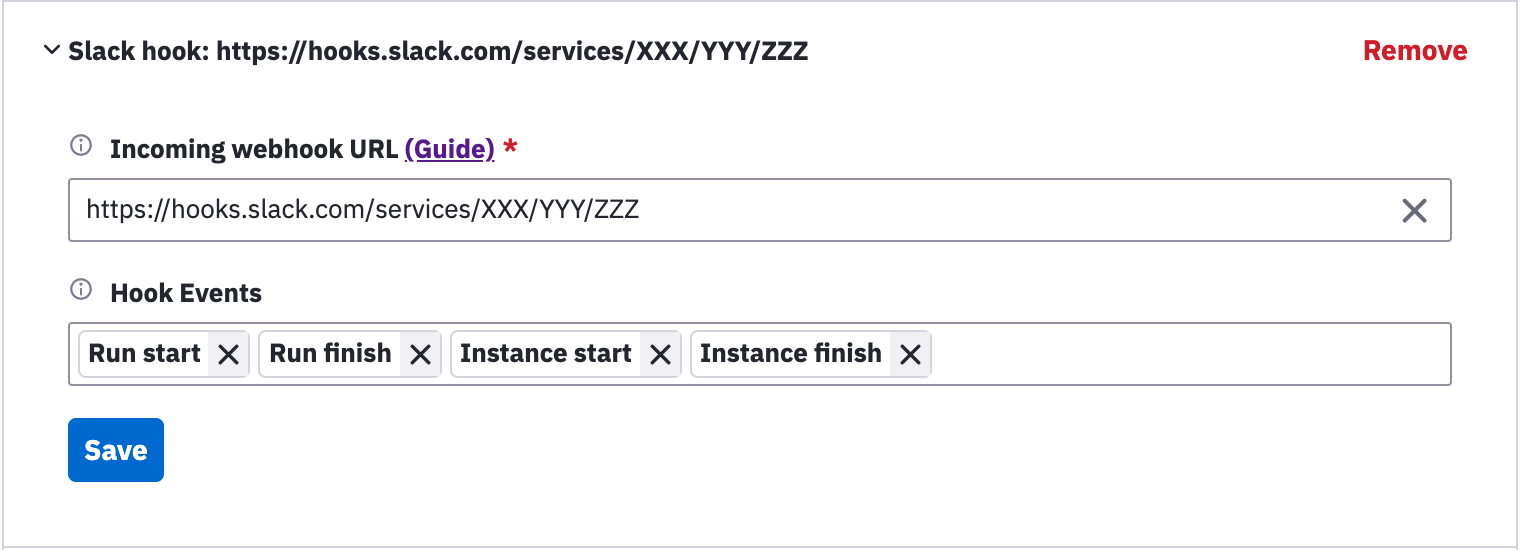 Slack hook: https://hooks.slack.com/services/XXX/YYY/ZZZ Remove
Incoming webhook URL (Guide) *
https://hooks.slack.com/services/XXX/YYY/ZZZ
Hook Events
Run start Run finish Instance start Instance finish
Save